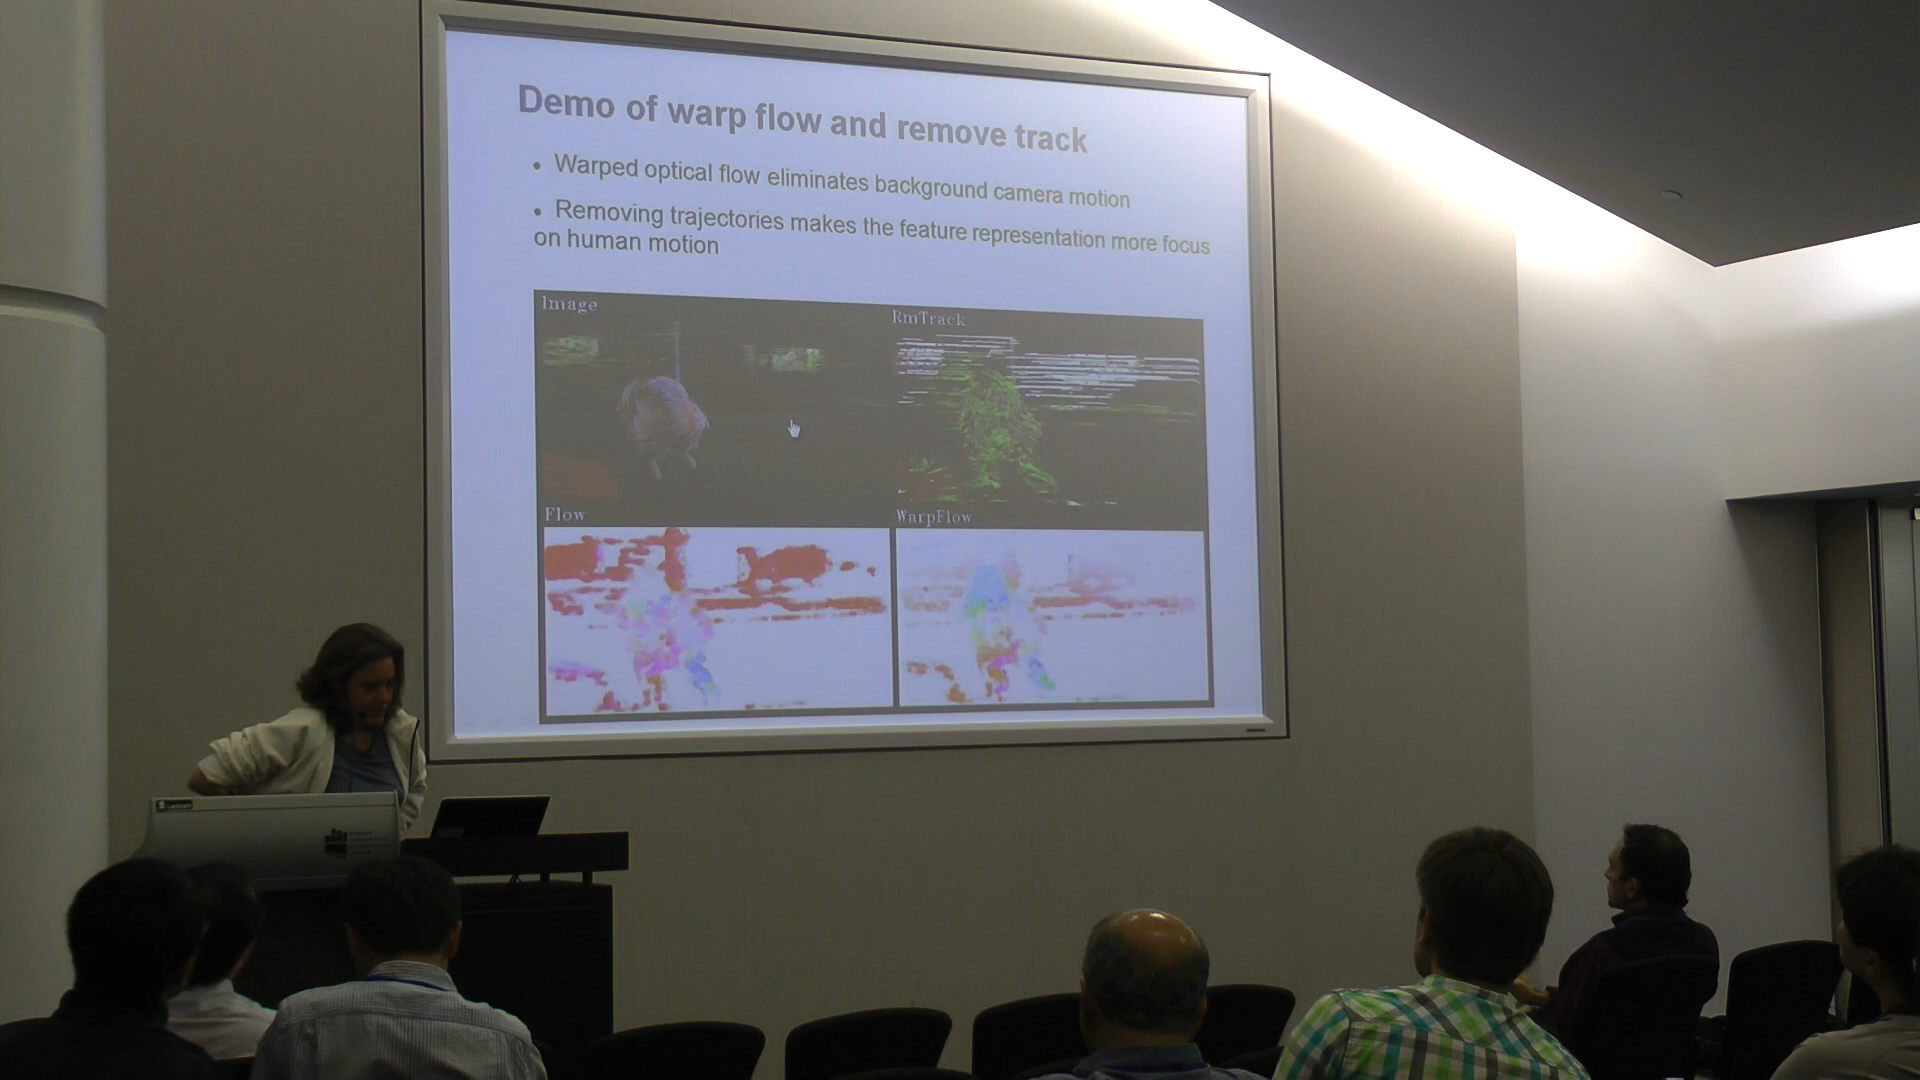 Demo of warp flow and remove track
• Warped optical flow eliminates background camera motion
• Removing trajectories makes the feature representation more focus
on human motion
Image
RmTrack
Flow
WarpFlow